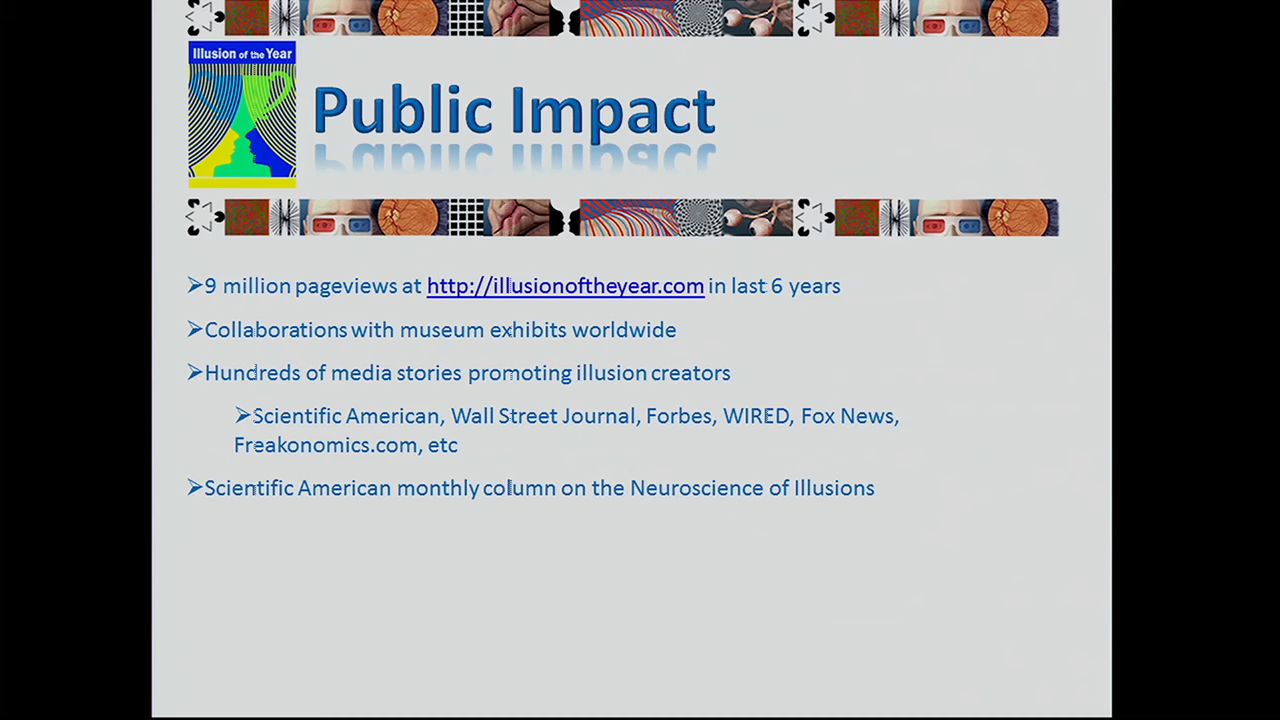 Illusion of the Year
Public Impact
➢9 million pageviews at http://illusionoftheyear.com in last 6 years
➢Collaborations with museum exhibits worldwide
➢Hundreds of media stories promoting illusion creators
➢Scientific American, Wall Street Journal, Forbes, WIRED, Fox News,
Freakonomics.com, etc
➢Scientific American monthly column on the Neuroscience of Illusions